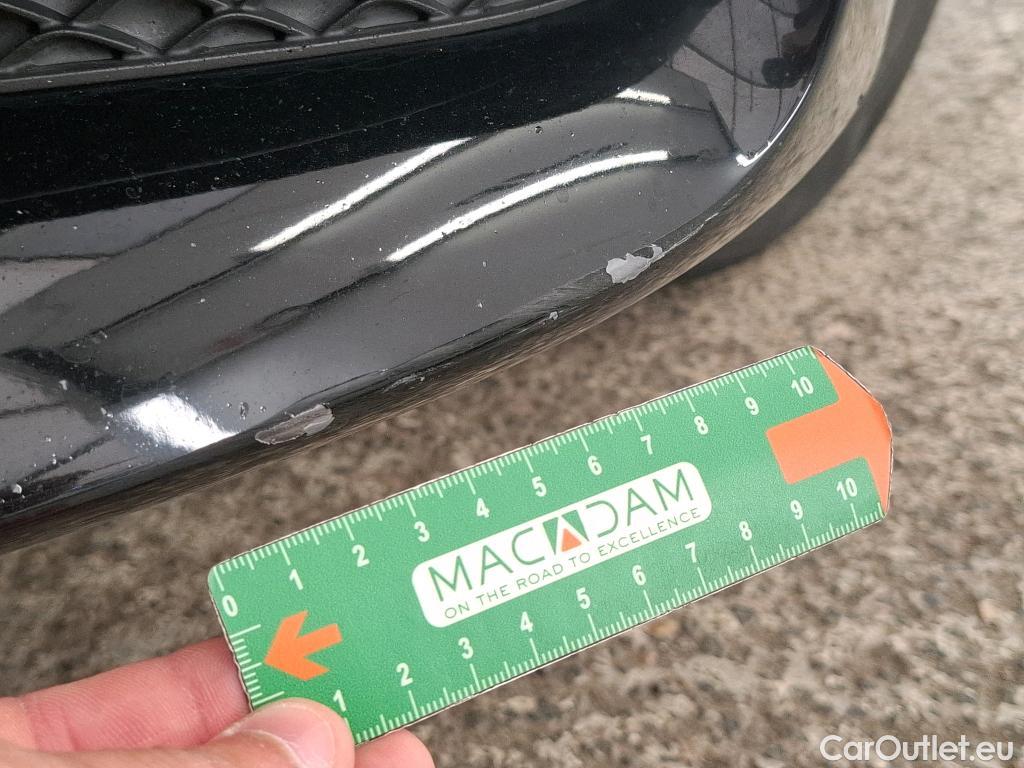 0 1 2 3 4 5 6 7 8 9 10
MACADAM
ON THE ROAD TO EXCELLENCE
1 2 3 4 5 6 7 8 9 10
CarOutlet.eu